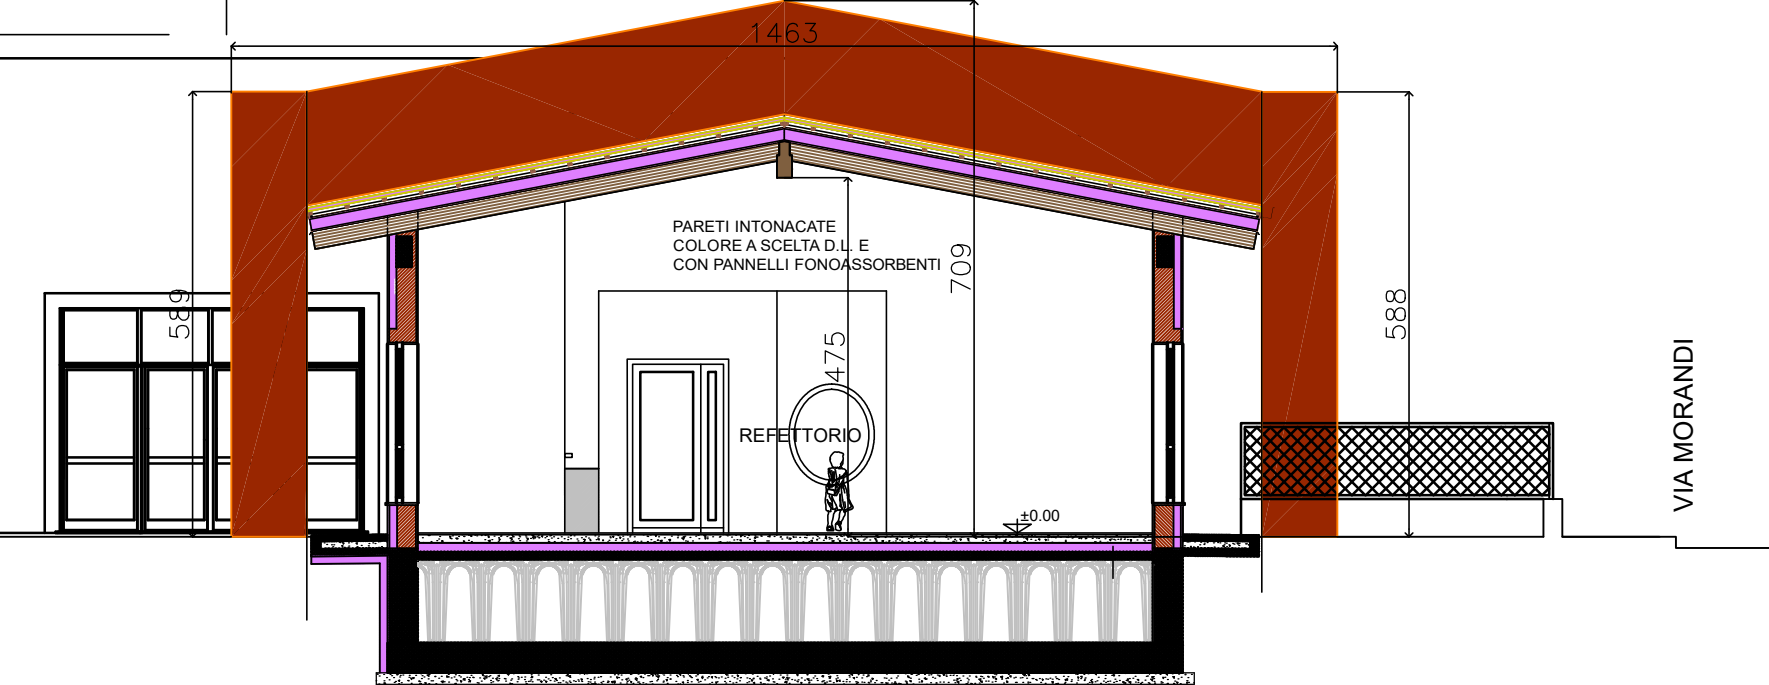 1463
PARETI INTONACATE
COLORE A SCELTA D.L. E
CON PANNELLI FONOASSORBENTI
709
589
588
475
REFETTORIO
±0.00
VIA MORANDI